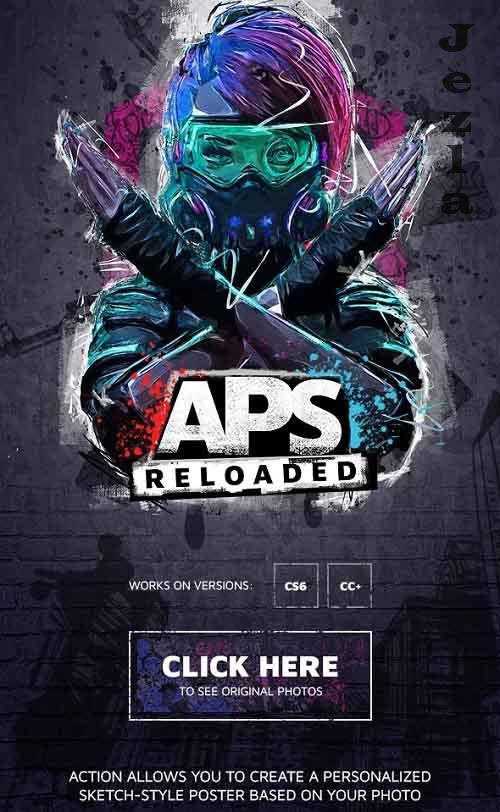 Jezla
APS
RELOADED
WORKS ON VERSIONS: CS6 CC+
CLICK HERE
TO SEE ORIGINAL PHOTOS
ACTION ALLOWS YOU TO CREATE A PERSONALIZED
SKETCH-STYLE POSTER BASED ON YOUR PHOTO